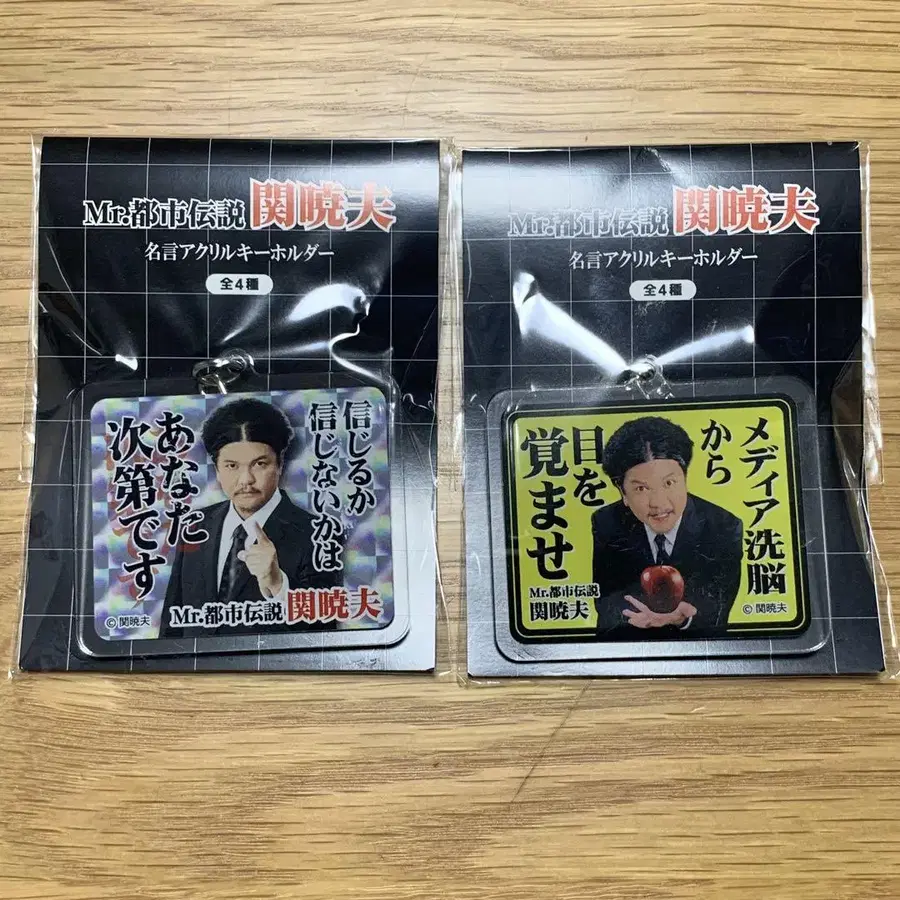 Mr.都市伝説 関暁夫
名言アクリルキーホルダー
全4種
信じるか
信じないかは
あなた
次第です
Mr.都市伝説 関暁夫
© 関暁夫
Mr.都市伝説 関暁夫
名言アクリルキーホルダー
全4種
メディア洗脳
から
目を
覚ませ
Mr.都市伝説
関暁夫
© 関暁夫